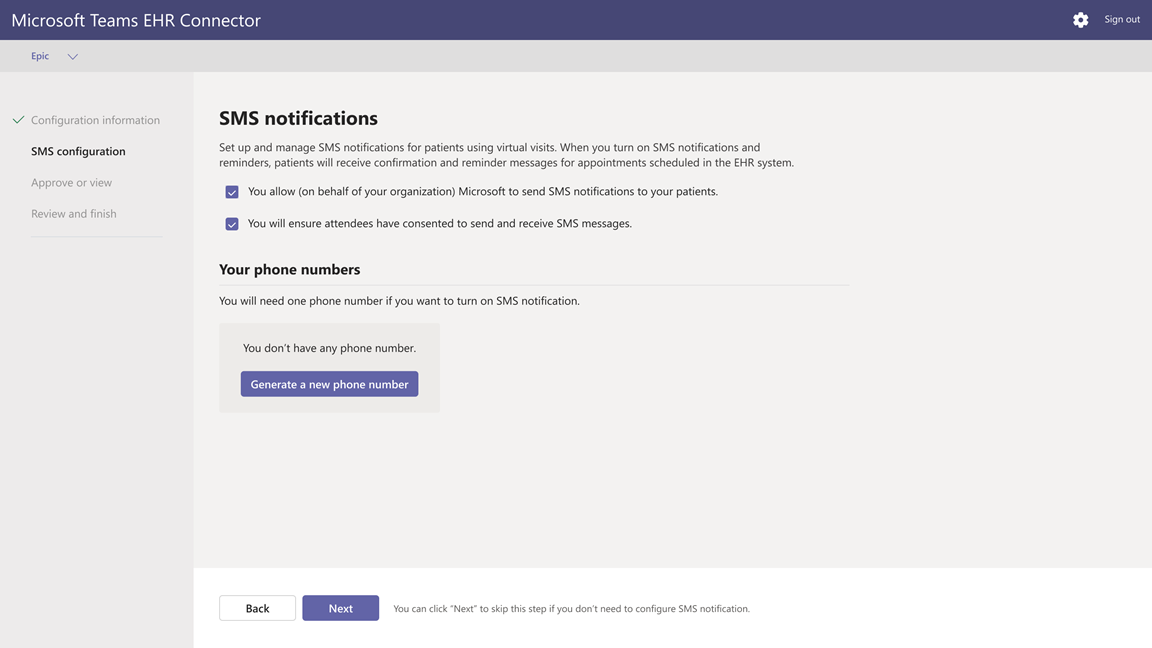 Microsoft Teams EHR Connector
Sign out
Epic
Configuration information
SMS configuration
Approve or view
Review and finish
SMS notifications
Set up and manage SMS notifications for patients using virtual visits. When you turn on SMS notifications and
reminders, patients will receive confirmation and reminder messages for appointments scheduled in the EHR system.
You allow (on behalf of your organization) Microsoft to send SMS notifications to your patients.
You will ensure attendees have consented to send and receive SMS messages.
Your phone numbers
You will need one phone number if you want to turn on SMS notification.
You don't have any phone number.
Generate a new phone number
Back
Next
You can click "Next" to skip this step if you don't need to configure SMS notification.